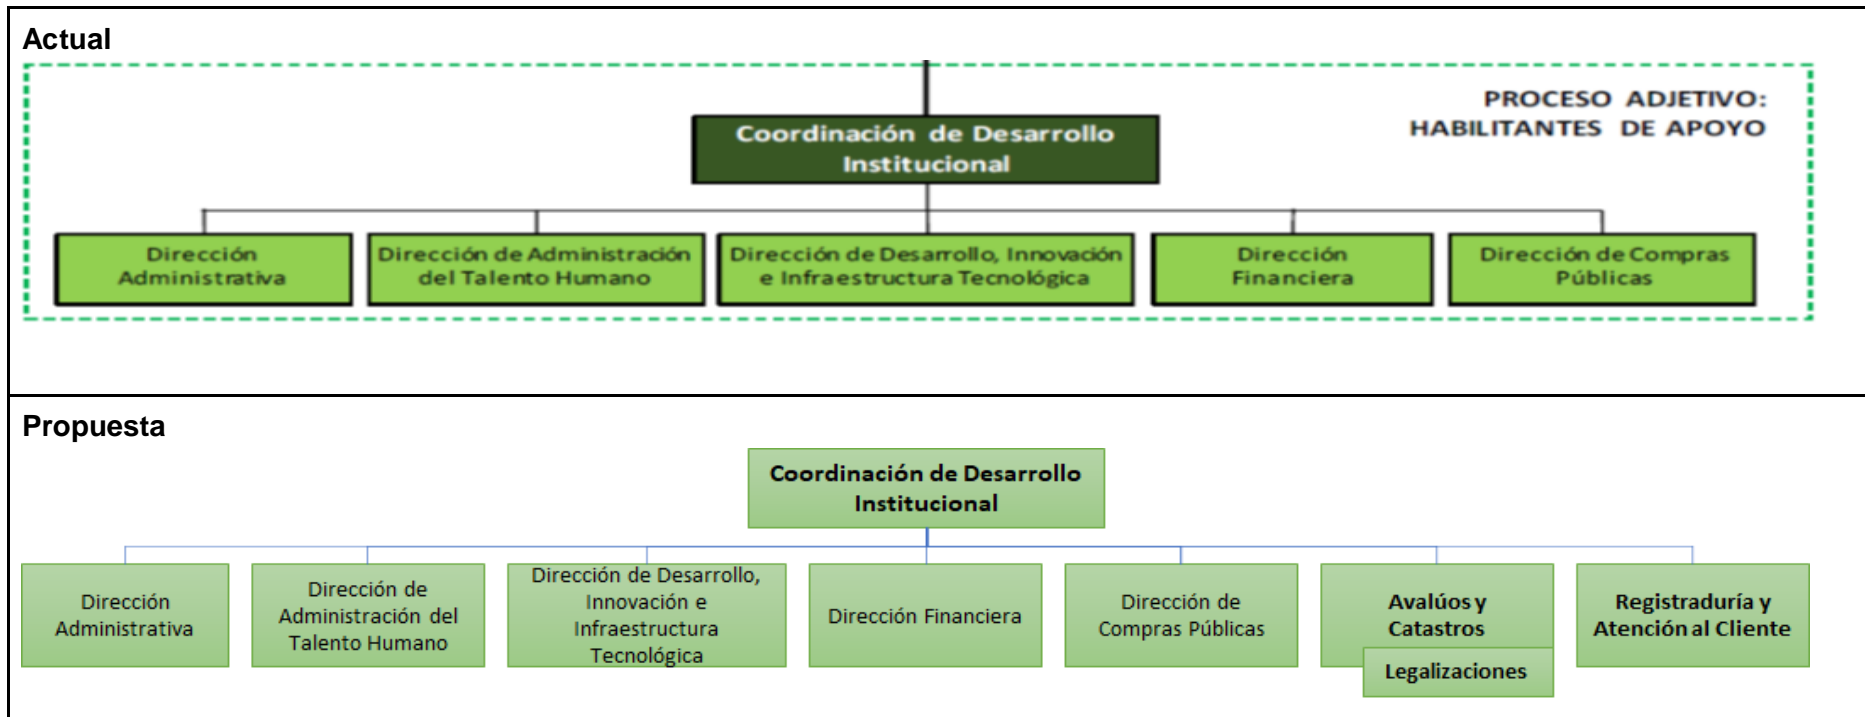 Actual
PROCESO ADJETIVO:
HABILITANTES DE APOYO
Coordinación de Desarrollo
Institucional
Dirección
Administrativa
Dirección de Administración
del Talento Humano
Dirección de Desarrollo, Innovación
e Infraestructura Tecnológica
Dirección
Financiera
Dirección de Compras
Públicas
Propuesta
Coordinación de Desarrollo
Institucional
Dirección
Administrativa
Dirección de
Administración del
Talento Humano
Dirección de Desarrollo,
Innovación e
Infraestructura
Tecnológica
Dirección Financiera
Dirección de
Compras Públicas
Avalúos y
Catastros
Legalizaciones
Registraduría y
Atención al Cliente